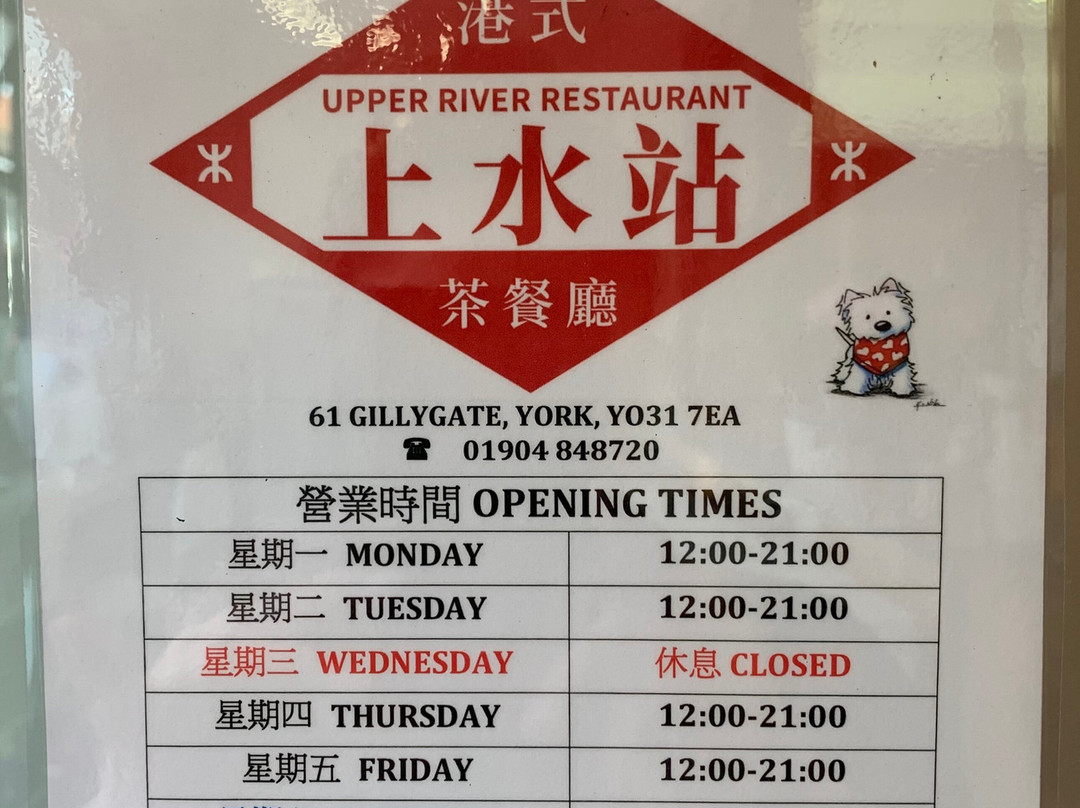 港式
UPPER RIVER RESTAURANT
上水站
茶餐廳
61 GILLYGATE, YORK, YO31 7EA
☎ 01904 848720
營業時間 OPENING TIMES
星期一 MONDAY 12:00-21:00
星期二 TUESDAY 12:00-21:00
星期三 WEDNESDAY 休息 CLOSED
星期四 THURSDAY 12:00-21:00
星期五 FRIDAY 12:00-21:00